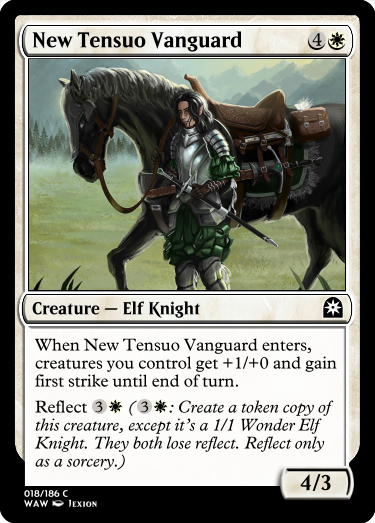 New Tensuo Vanguard 4
Creature — Elf Knight
When New Tensuo Vanguard enters,
creatures you control get +1/+0 and gain
first strike until end of turn.
Reflect 3 (3: Create a token copy of
this creature, except it's a 1/1 Wonder Elf
Knight. They both lose reflect. Reflect only
as a sorcery.)
4/3
018/186 C
WAW Jexion